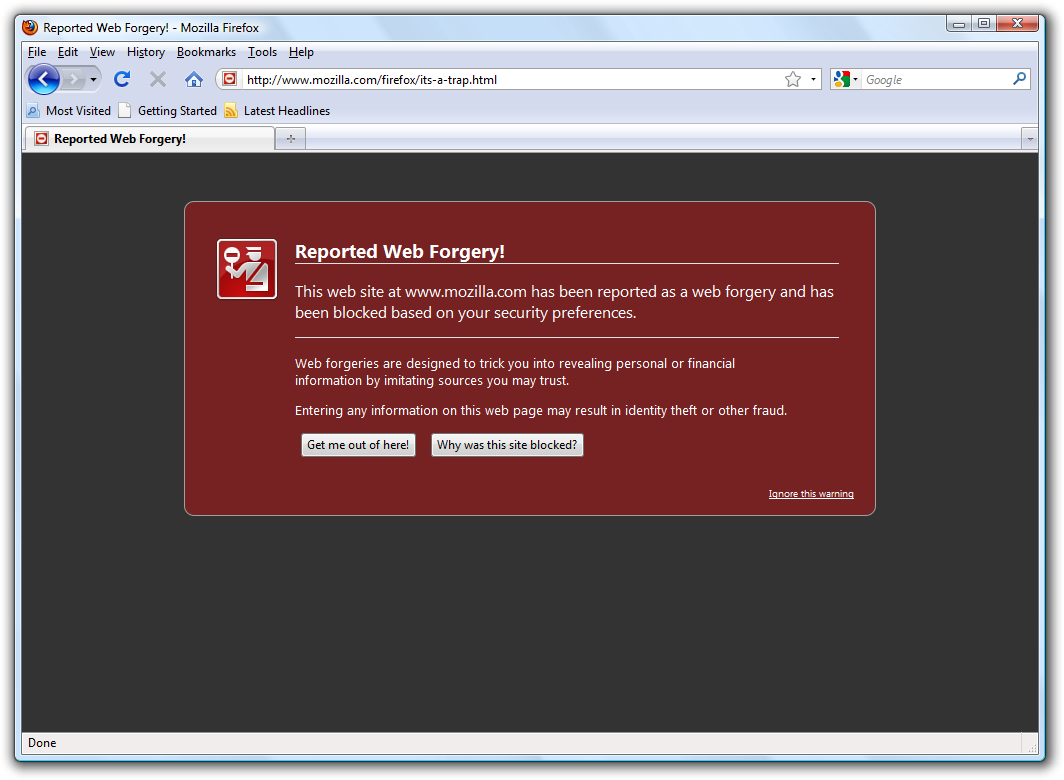 Reported Web Forgery! - Mozilla Firefox
File Edit View History Bookmarks Tools Help
http://www.mozilla.com/firefox/its-a-trap.html Google
Most Visited Getting Started Latest Headlines
Reported Web Forgery!
Reported Web Forgery!
This web site at www.mozilla.com has been reported as a web forgery and has
been blocked based on your security preferences.
Web forgeries are designed to trick you into revealing personal or financial
information by imitating sources you may trust.
Entering any information on this web page may result in identity theft or other fraud.
Get me out of here! Why was this site blocked?
Ignore this warning
Done